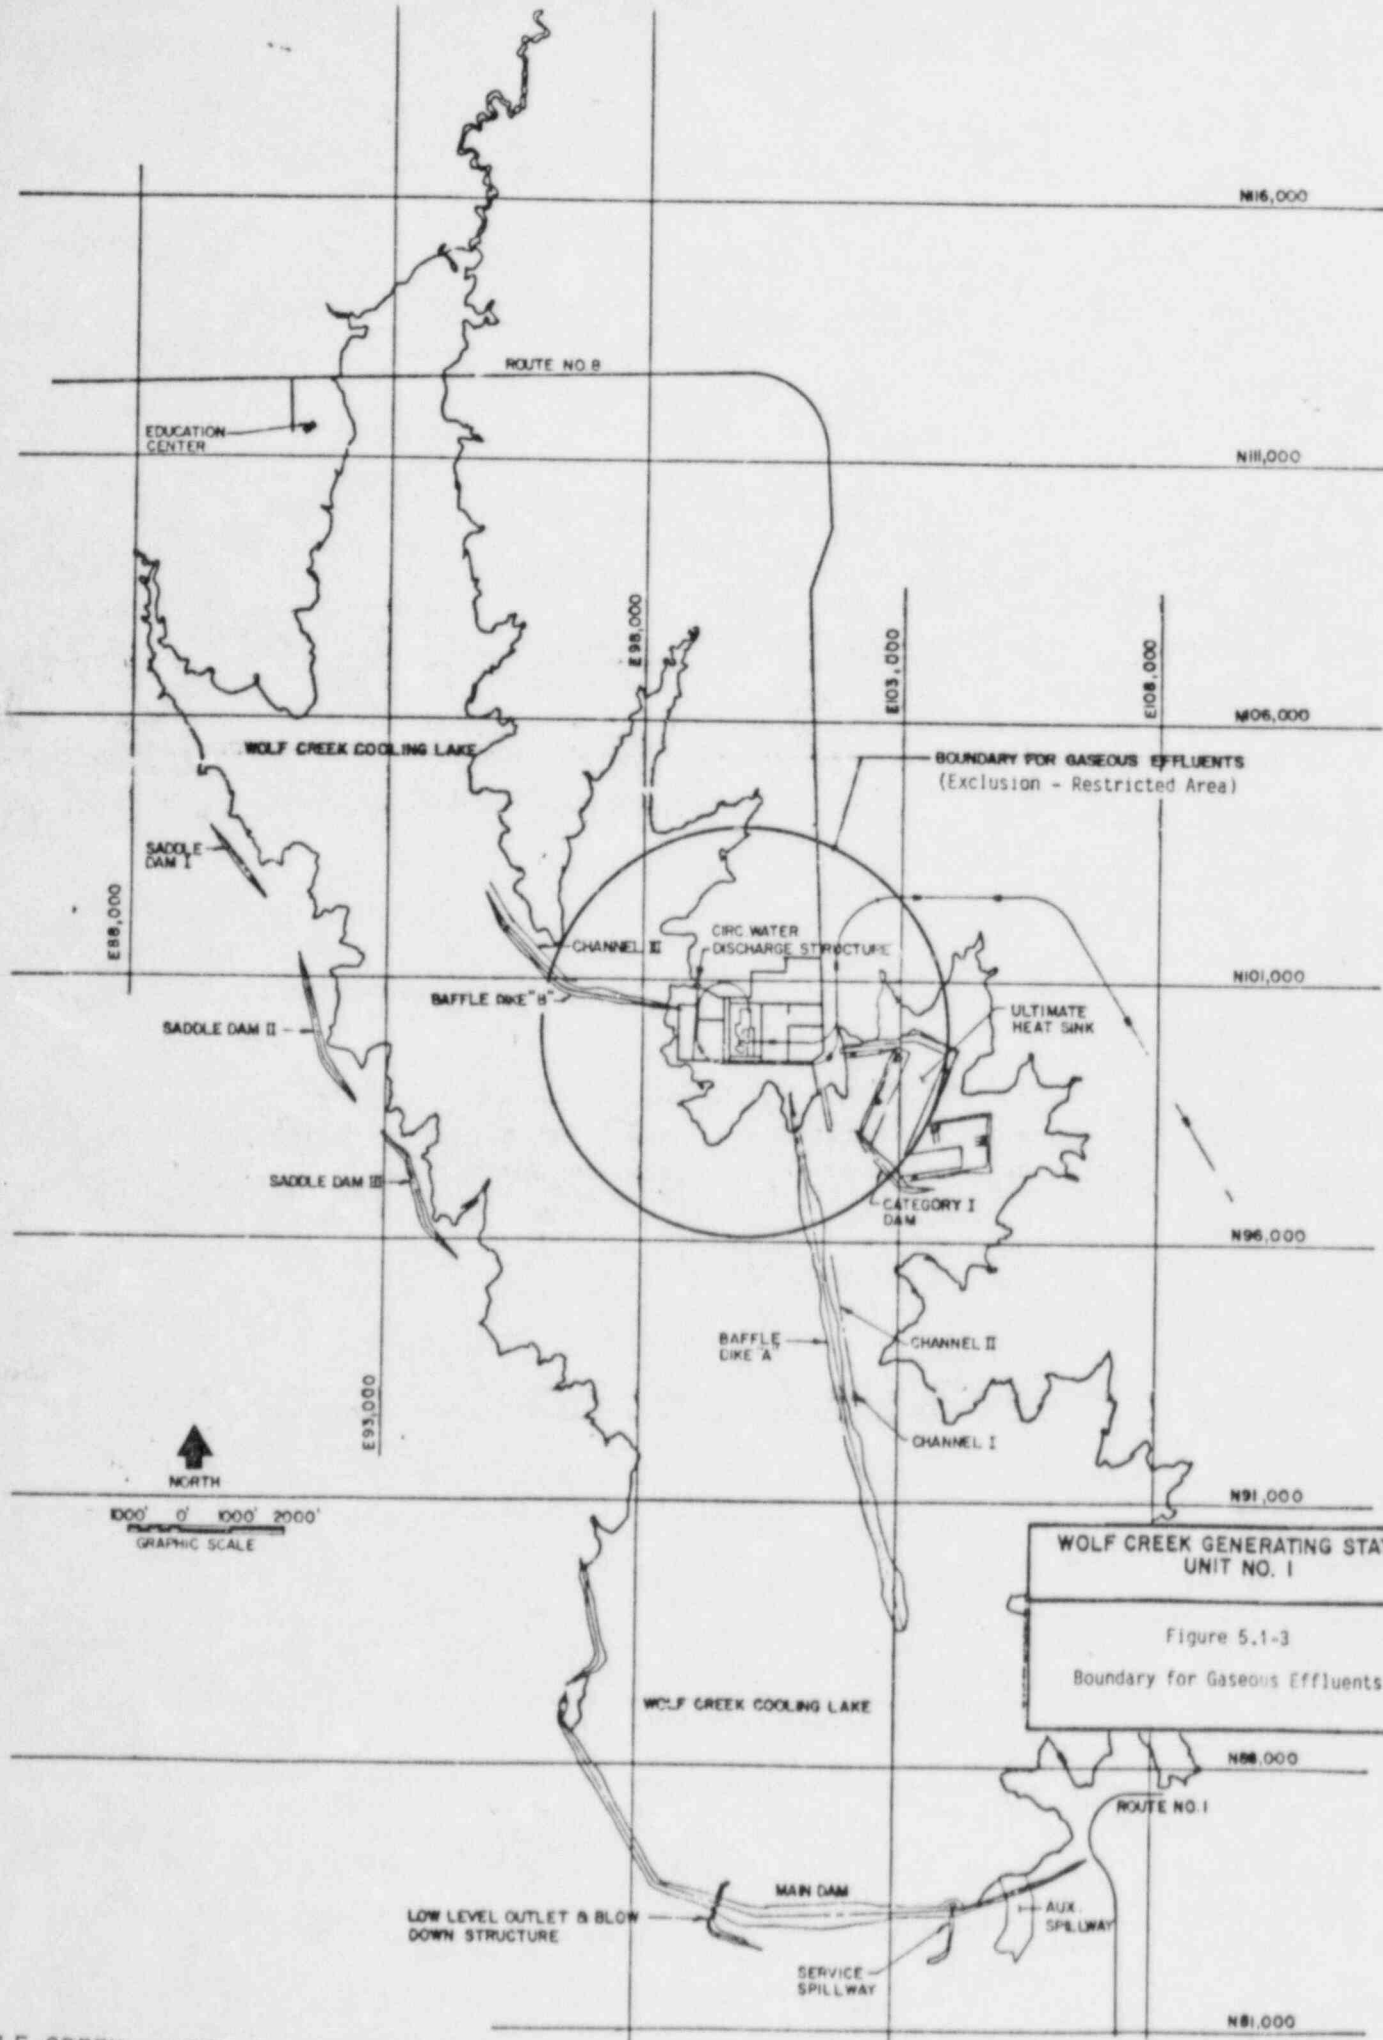 N116,000
ROUTE NO.8
EDUCATION
CENTER
N111,000
E98,000
E103,000
E108,000
N106,000
WOLF CREEK COOLING LAKE
BOUNDARY FOR GASEOUS EFFLUENTS
(Exclusion - Restricted Area)
SADDLE
DAM I
E88,000
CIRC. WATER
DISCHARGE STRUCTURE
CHANNEL III
N101,000
BAFFLE DIKE "B"
ULTIMATE
HEAT SINK
SADDLE DAM II
SADDLE DAM III
CATEGORY I
DAM
N96,000
BAFFLE
DIKE "A"
CHANNEL II
E93,000
CHANNEL I
NORTH
N91,000
1000' 0' 1000' 2000'
GRAPHIC SCALE
WOLF CREEK GENERATING STA
UNIT NO. 1
Figure 5.1-3
Boundary for Gaseous Effluents
WOLF CREEK COOLING LAKE
ROUTE NO.1
MAIN DAM
LOW LEVEL OUTLET & BLOW
DOWN STRUCTURE
AUX.
SPILLWAY
SERVICE
SPILLWAY
N81,000